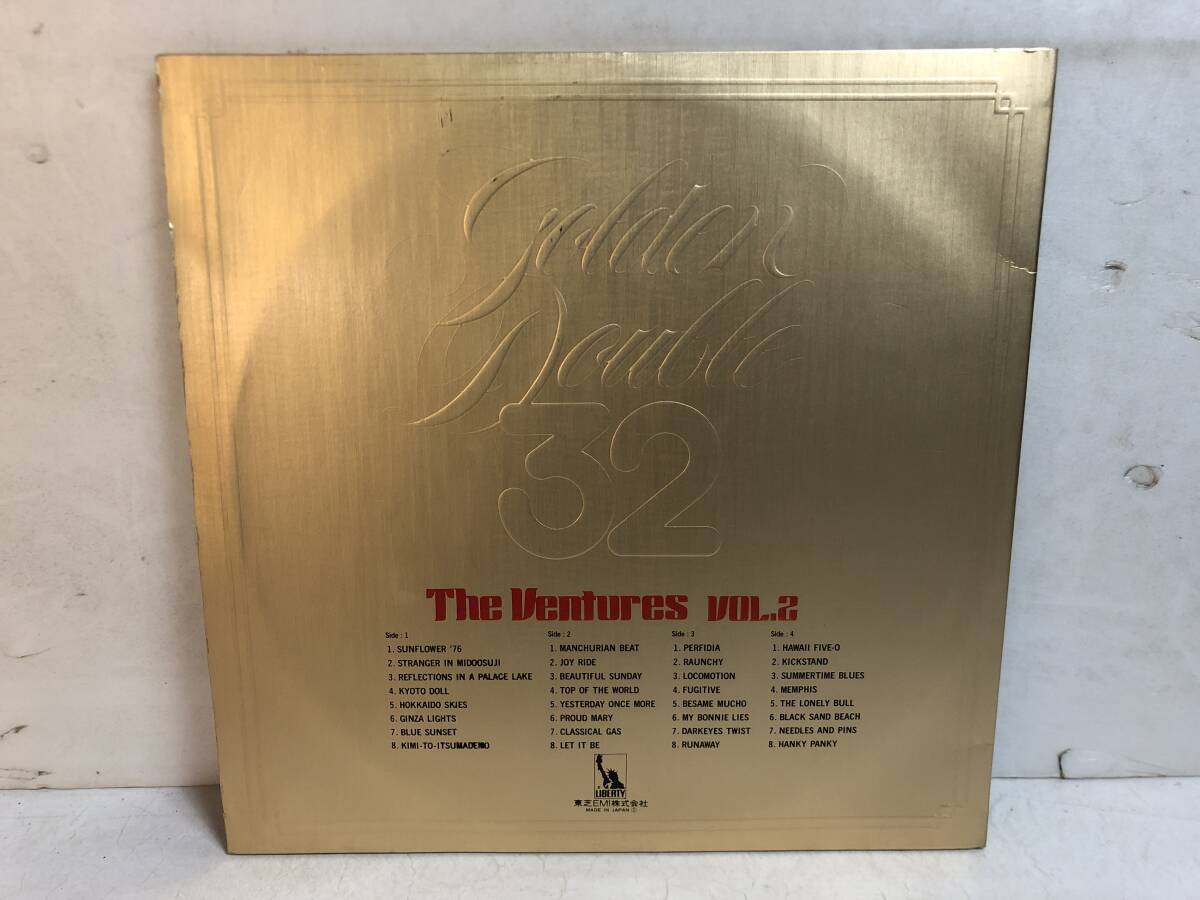 Golden
Double
32
The Ventures VOL.2
Side : 1
1. SUNFLOWER '76
2. STRANGER IN MIDOOSUJI
3. REFLECTIONS IN A PALACE LAKE
4. KYOTO DOLL
5. HOKKAIDO SKIES
6. GINZA LIGHTS
7. BLUE SUNSET
8. KIMI-TO-ITSUMADEMO
Side : 2
1. MANCHURIAN BEAT
2. JOY RIDE
3. BEAUTIFUL SUNDAY
4. TOP OF THE WORLD
5. YESTERDAY ONCE MORE
6. PROUD MARY
7. CLASSICAL GAS
8. LET IT BE
Side : 3
1. PERFIDIA
2. RAUNCHY
3. LOCOMOTION
4. FUGITIVE
5. BESAME MUCHO
6. MY BONNIE LIES
7. DARKEYES TWIST
8. RUNAWAY
Side : 4
1. HAWAII FIVE-O
2. KICKSTAND
3. SUMMERTIME BLUES
4. MEMPHIS
5. THE LONELY BULL
6. BLACK SAND BEACH
7. NEEDLES AND PINS
8. HANKY PANKY
LIBERTY
東芝EMI株式会社
MADE IN JAPAN